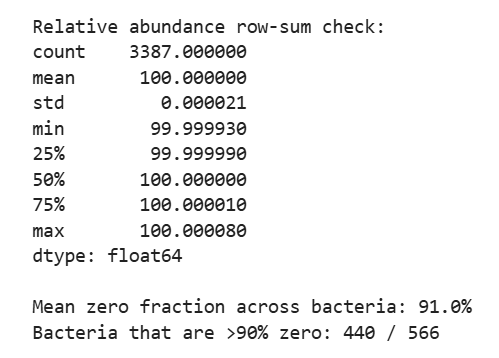 Relative abundance row-sum check:
count    3387.000000
mean      100.000000
std         0.000021
min        99.999930
25%        99.999990
50%       100.000000
75%       100.000010
max       100.000080
dtype: float64

Mean zero fraction across bacteria: 91.0%
Bacteria that are >90% zero: 440 / 566